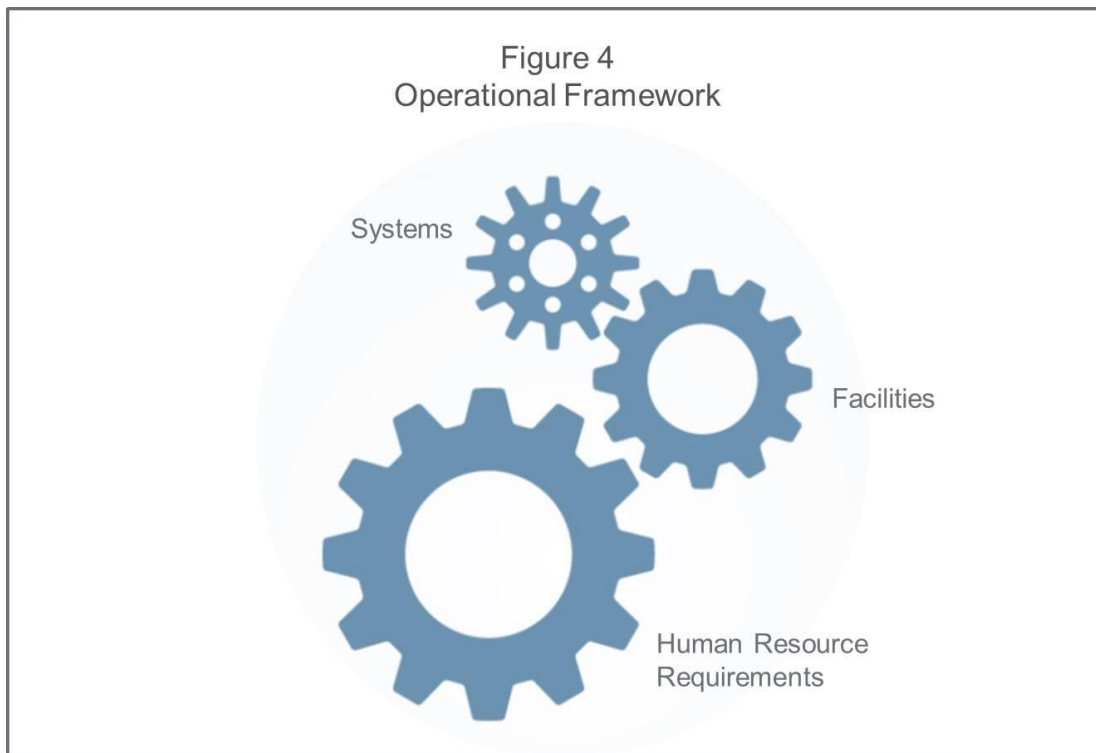 Figure 4
Operational Framework
Systems
Facilities
Human Resource
Requirements